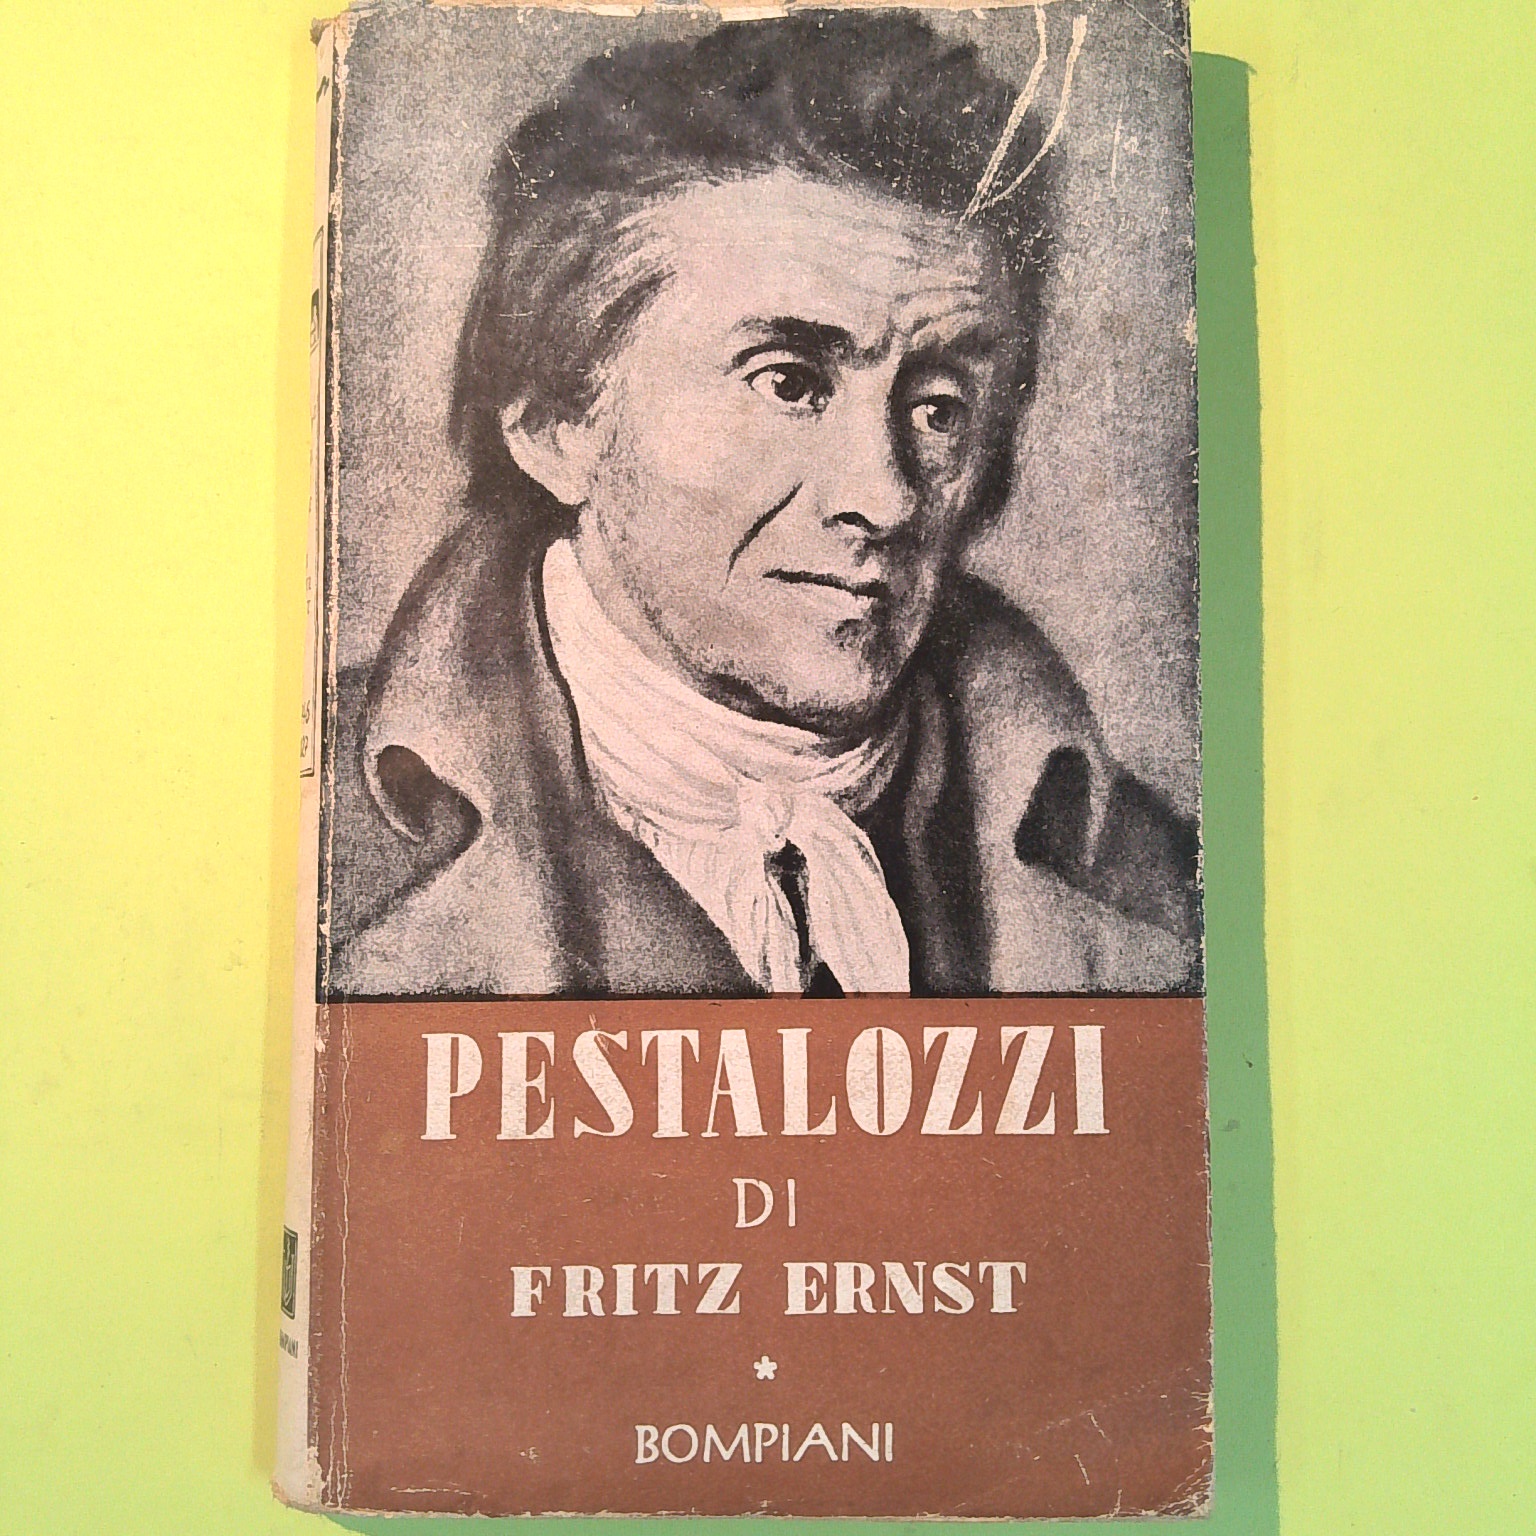 PESTALOZZI
DI
FRITZ ERNST
*
BOMPIANI